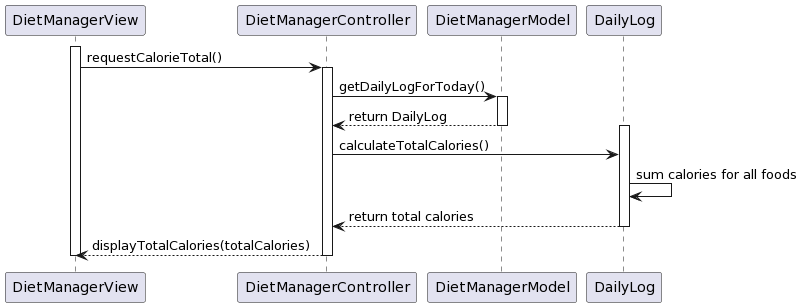 DietManagerView DietManagerController DietManagerModel DailyLog
requestCalorieTotal()
getDailyLogForToday()
return DailyLog
calculateTotalCalories()
sum calories for all foods
return total calories
displayTotalCalories(totalCalories)
DietManagerView DietManagerController DietManagerModel DailyLog